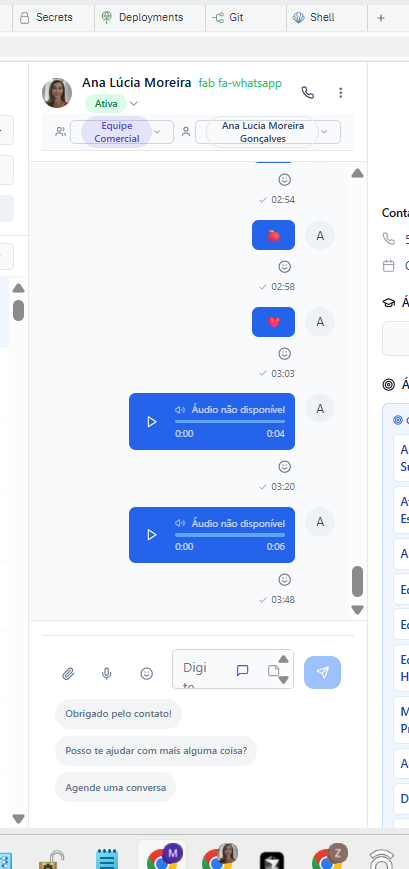 Secrets
Deployments
Git
Shell
Ana Lúcia Moreira fab fa-whatsapp
Ativa
Equipe
Comercial
Ana Lucia Moreira
Gonçalves
02:54
A
02:58
A
03:03
A
Áudio não disponível
0:00
0:04
03:20
A
Áudio não disponível
0:00
0:06
03:48
Digi
Obrigado pelo contato!
Posso te ajudar com mais alguma coisa?
Agende uma conversa
Conta
M
Z